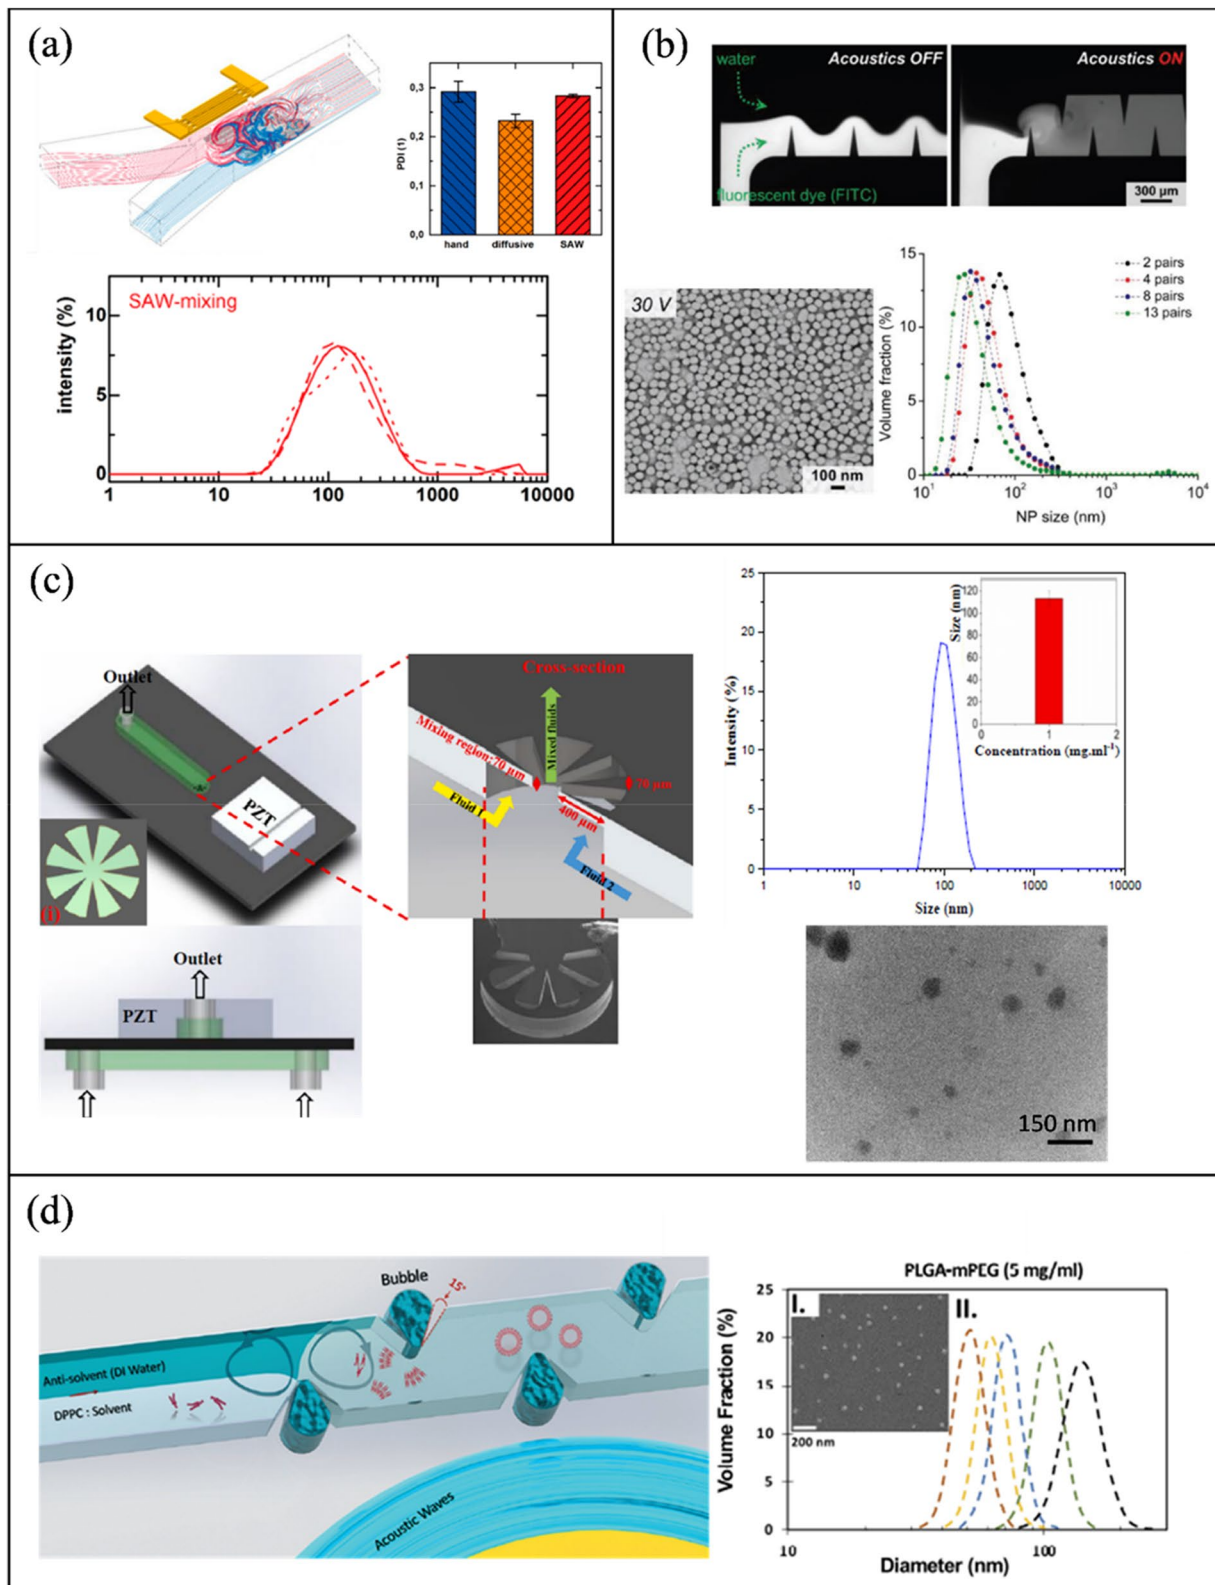 (a)
0,3
0,2
0,1
0,0
PDI (1)
hand
diffusive
SAW
SAW-mixing
intensity (%)
10
5
0
1
10
100
1000
10000
(b)
water
Acoustics OFF
Acoustics ON
fluorescent dye (FITC)
300 µm
30 V
100 nm
2 pairs
4 pairs
8 pairs
13 pairs
Volume fraction (%)
15
10
5
0
10¹
10²
10³
10⁴
NP size (nm)
(c)
Outlet
PZT
(i)
Outlet
PZT
Cross-section
Mixing region:70 µm
Mixed fluids
70 µm
400 µm
Fluid 1
Fluid 2
Intensity (%)
25
20
15
10
5
0
1
10
100
1000
10000
Size (nm)
Size (nm)
120
100
80
60
40
20
0
0
1
2
Concentration (mg.ml⁻¹)
150 nm
(d)
Bubble
15°
Anti-solvent (DI Water)
DPPC : Solvent
Acoustic Waves
PLGA-mPEG (5 mg/ml)
I.
II.
200 nm
Volume Fraction (%)
25
20
15
10
5
0
10
100
Diameter (nm)